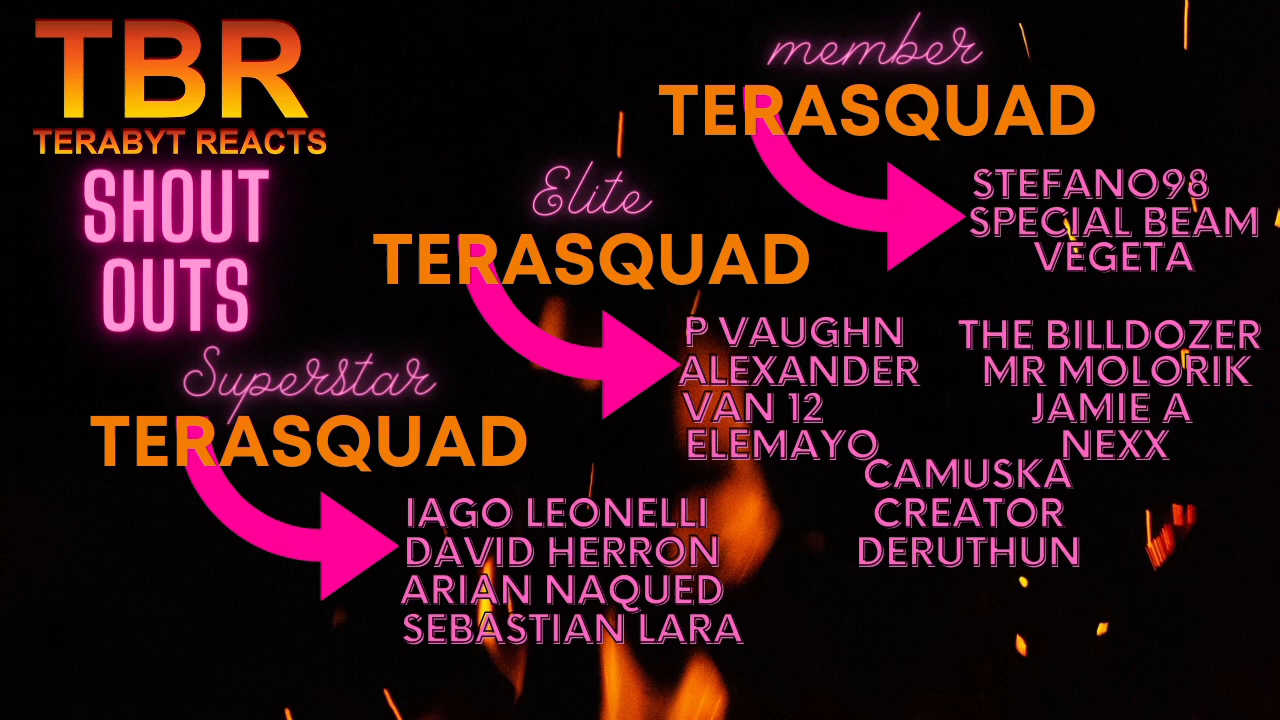 TBR
TERABYT REACTS
SHOUT
OUTS
member
TERASQUAD
STEFANO98
SPECIAL BEAM
VEGETA
Elite
TERASQUAD
P VAUGHN
ALEXANDER
VAN 12
ELEMAYO
THE BILLDOZER
MR MOLORIK
JAMIE A
NEXX
CAMUSKA
CREATOR
DERUTHUN
Superstar
TERASQUAD
IAGO LEONELLI
DAVID HERRON
ARIAN NAQUED
SEBASTIAN LARA